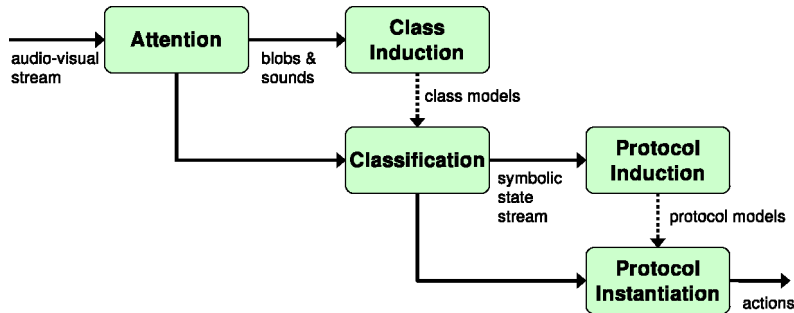 Attention
Class
Induction
audio-visual
stream
blobs &
sounds
class models
Classification
Protocol
Induction
symbolic
state
stream
protocol models
Protocol
Instantiation
actions